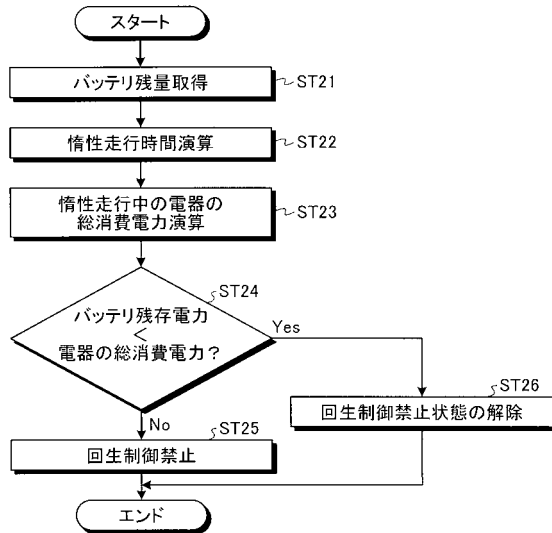 スタート
バッテリ残量取得
ST21
惰性走行時間演算
ST22
惰性走行中の電器の
総消費電力演算
ST23
ST24
バッテリ残存電力
<
電器の総消費電力?
Yes
No
ST25
回生制御禁止
ST26
回生制御禁止状態の解除
エンド